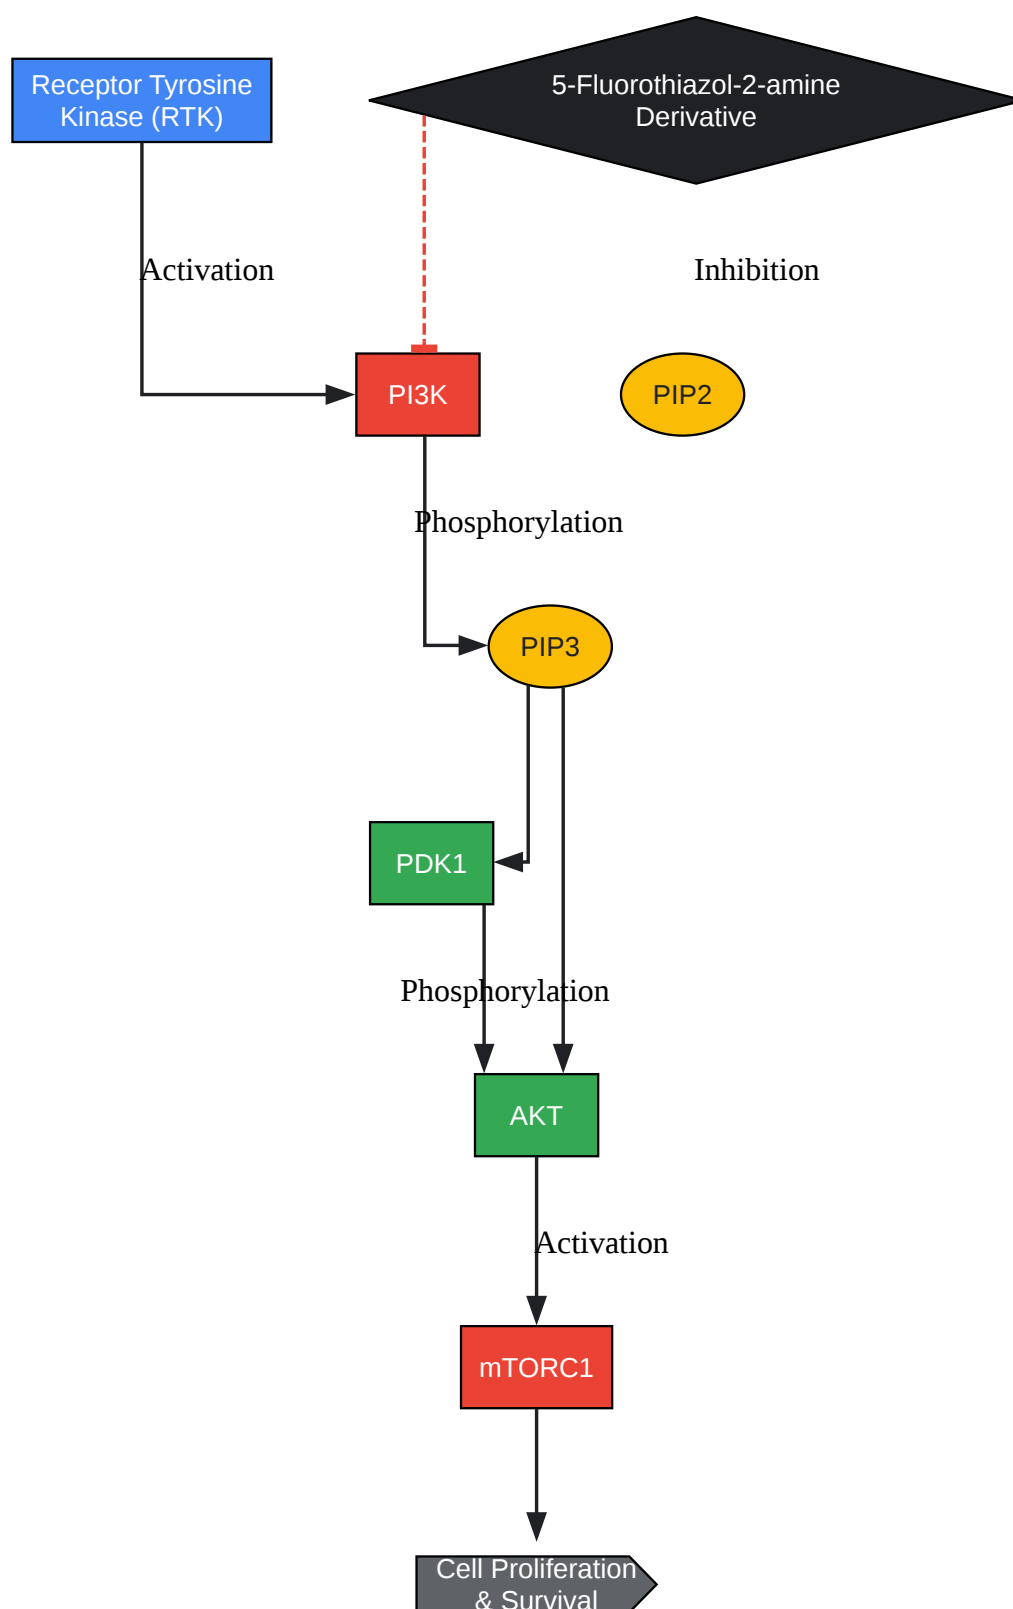 Receptor Tyrosine
Kinase (RTK)
5-Fluorothiazol-2-amine
Derivative
Activation
Inhibition
PI3K
PIP2
Phosphorylation
PIP3
PDK1
Phosphorylation
AKT
Activation
mTORC1
Cell Proliferation
& Survival